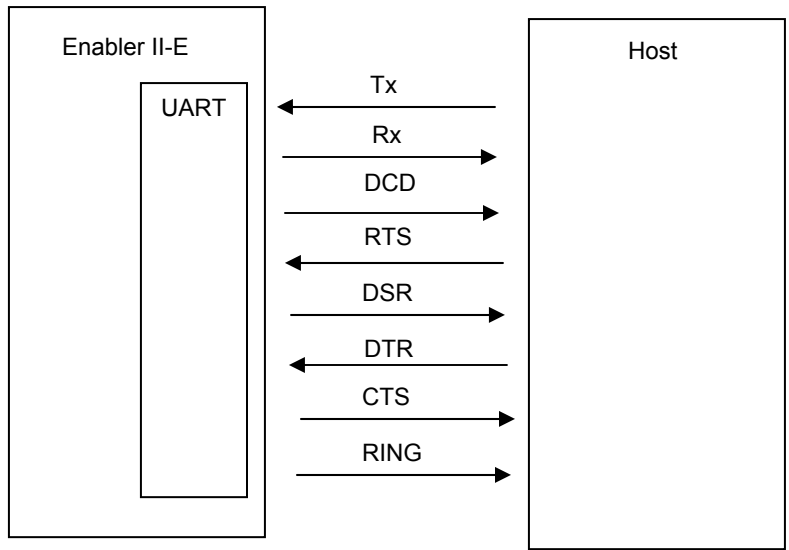 Enabler II-E
Host
UART
Tx
Rx
DCD
RTS
DSR
DTR
CTS
RING